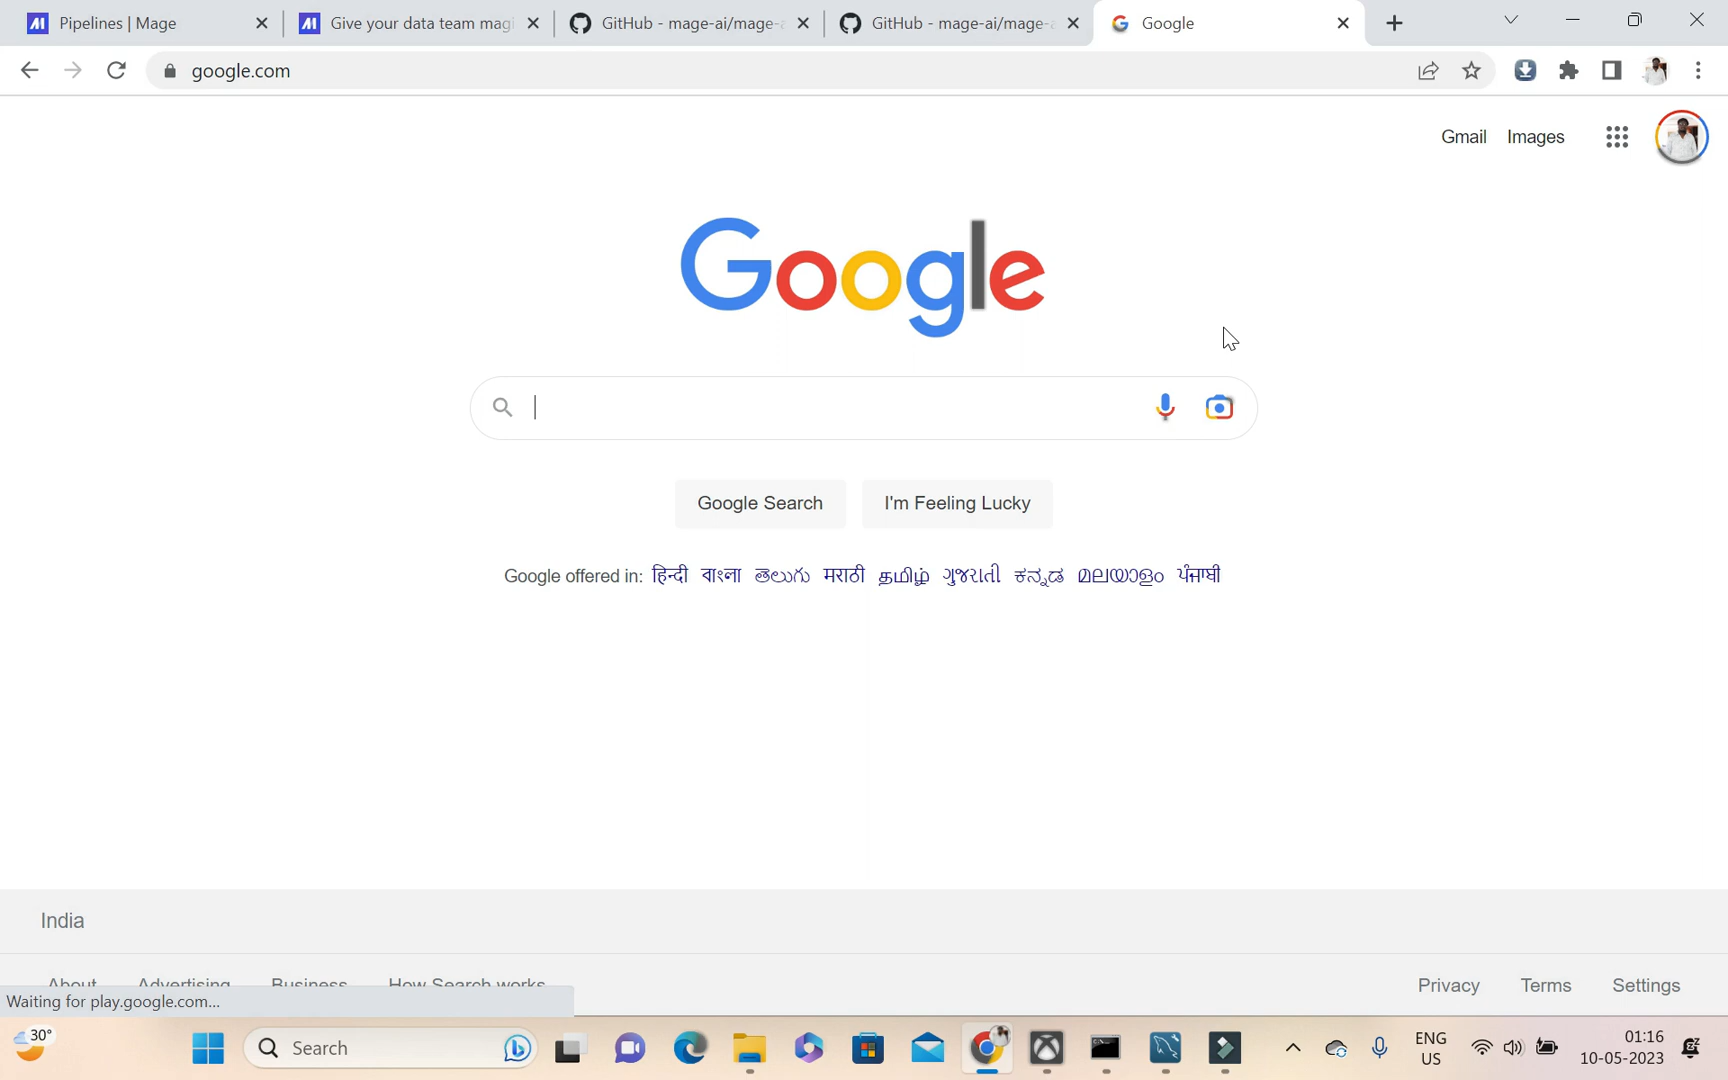 Pipelines | Mage
Give your data team magi
GitHub - mage-ai/mage-a
GitHub - mage-ai/mage-a
Google
google.com
Gmail Images
Google
Google Search I'm Feeling Lucky
Google offered in: हिन्दी বাংলা తెలుగు मराठी தமிழ் ગુજરાતી ಕನ್ನಡ മലയാളം ਪੰਜਾਬੀ
India
About Advertising Business How Search works
Privacy Terms Settings
Waiting for play.google.com...
30°
Search
ENG
US
01:16
10-05-2023